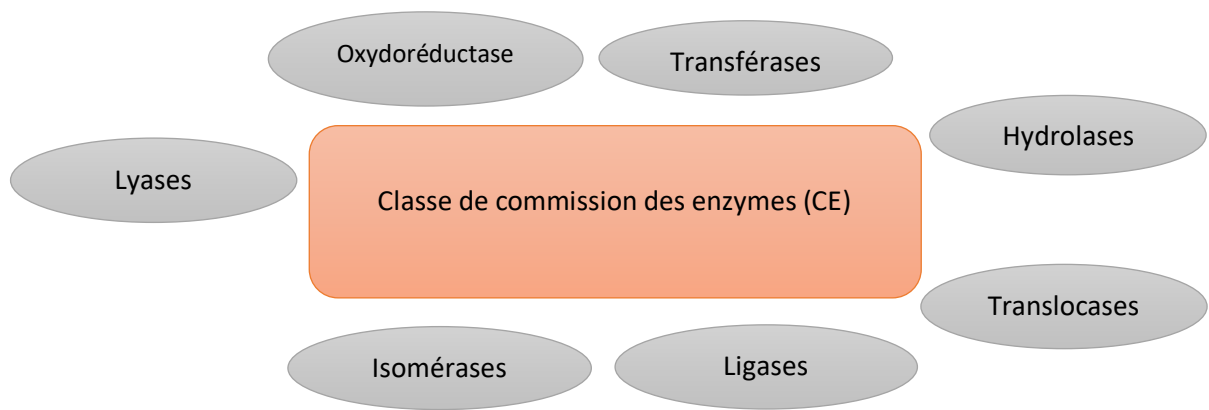 Oxydoréductase
Transférases
Hydrolases
Lyases
Classe de commission des enzymes (CE)
Translocases
Isomérases
Ligases